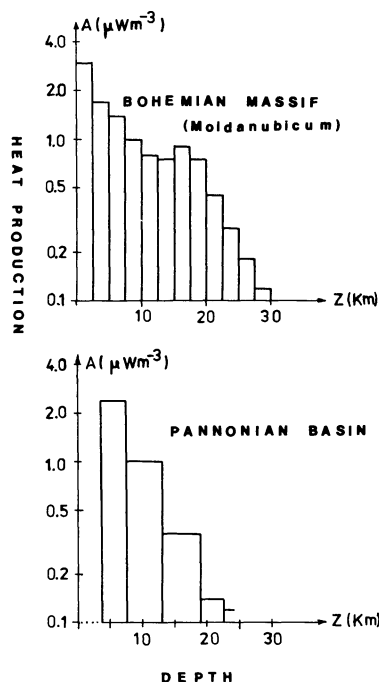 A (μWm-3)
4.0
2.0
BOHEMIAN MASSIF
(Moldanubicum)
1.0
0.5
0.2
0.1
10
20
30
Z (Km)
HEAT PRODUCTION
A (μWm-3)
4.0
2.0
PANNONIAN BASIN
1.0
0.5
0.2
0.1
10
20
30
Z (Km)
DEPTH